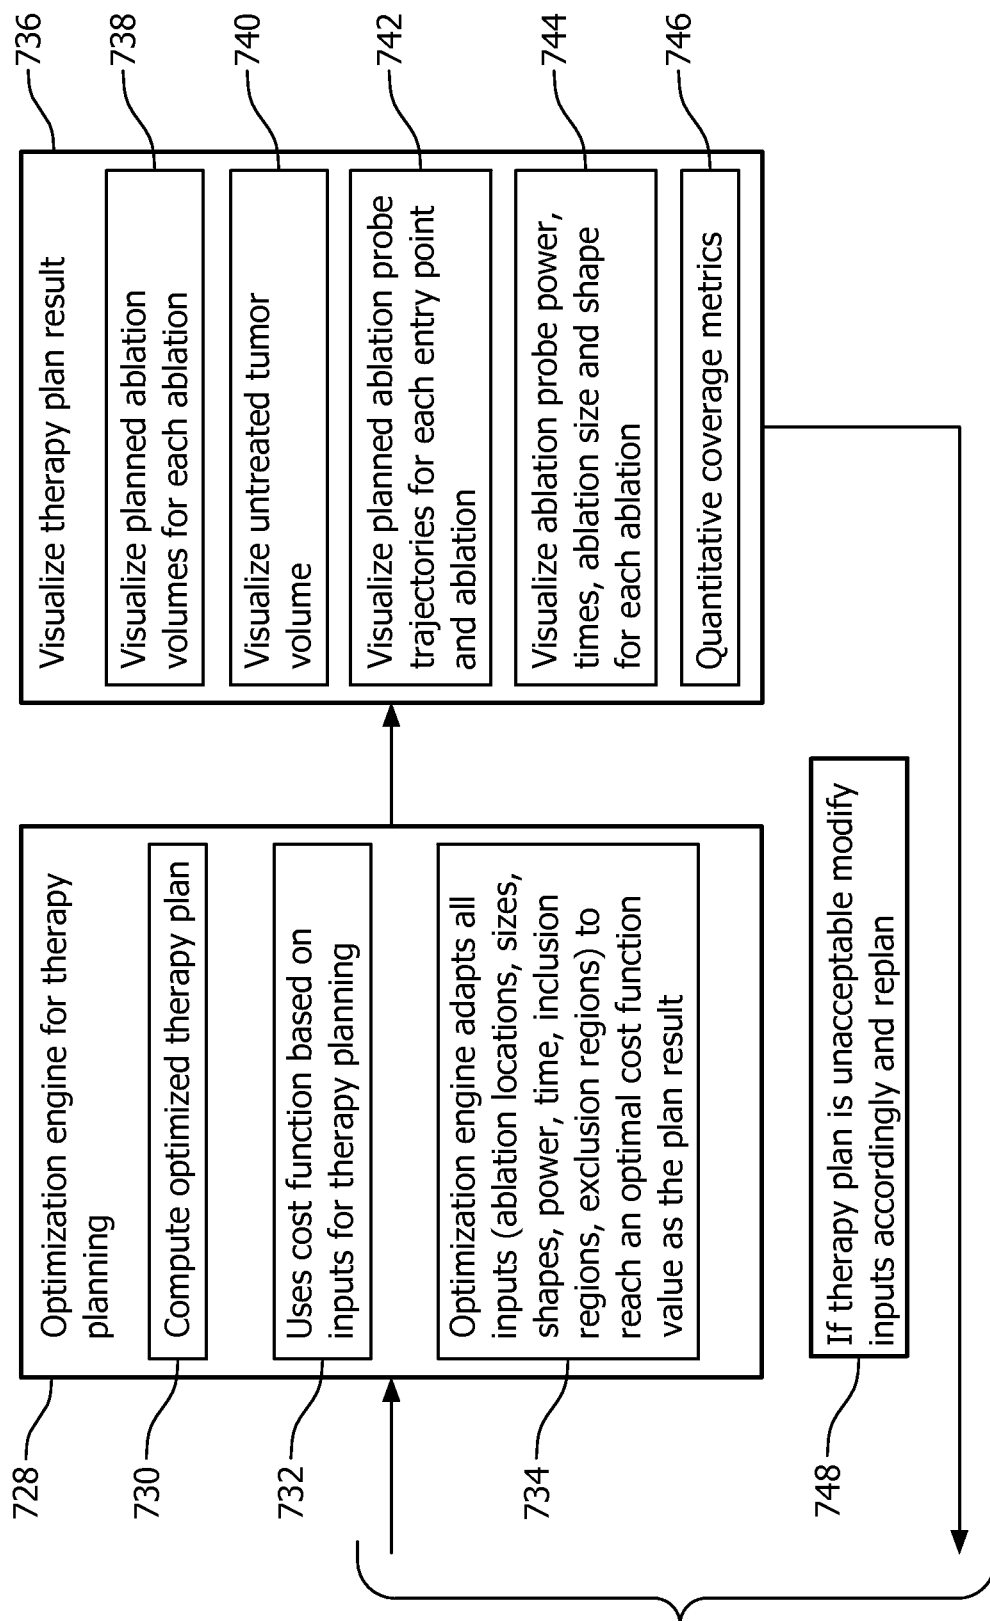 728
Optimization engine for therapy
planning
730
Compute optimized therapy plan
732
Uses cost function based on
inputs for therapy planning
734
Optimization engine adapts all
inputs (ablation locations, sizes,
shapes, power, time, inclusion
regions, exclusion regions) to
reach an optimal cost function
value as the plan result
736
Visualize therapy plan result
738
Visualize planned ablation
volumes for each ablation
740
Visualize untreated tumor
volume
742
Visualize planned ablation probe
trajectories for each entry point
and ablation
744
Visualize ablation probe power,
times, ablation size and shape
for each ablation
746
Quantitative coverage metrics
748
If therapy plan is unacceptable modify
inputs accordingly and replan